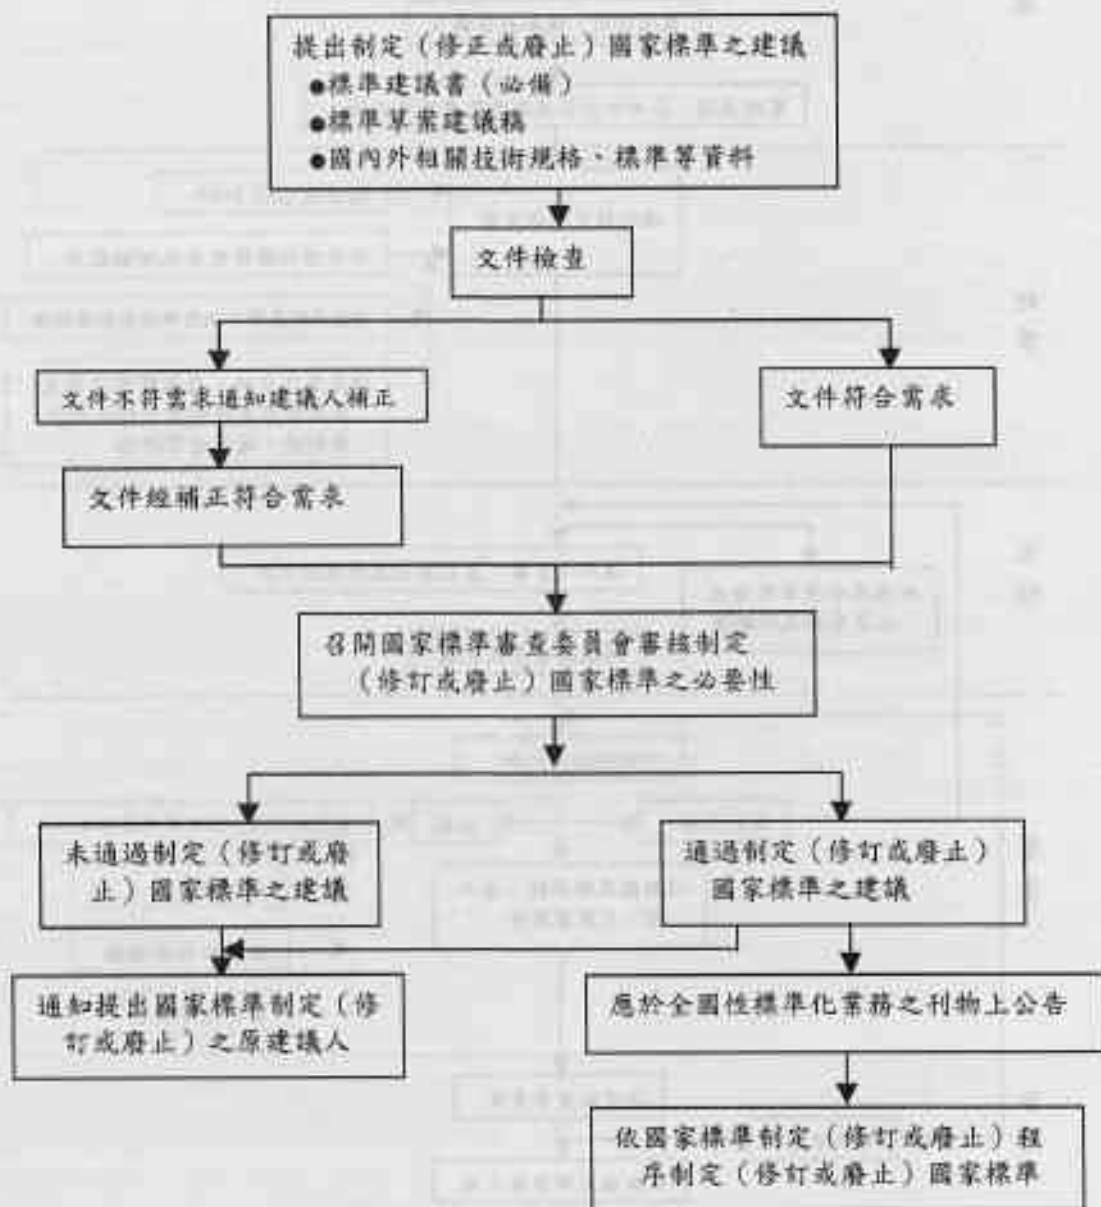 提出制定（修正或廢止）國家標準之建議
●標準建議書（必備）
●標準草案建議稿
●國內外相關技術規格、標準等資料
文件檢查
文件不符需求通知建議人補正
文件符合需求
文件經補正符合需求
召開國家標準審查委員會審核制定
（修訂或廢止）國家標準之必要性
未通過制定（修訂或廢
止）國家標準之建議
通過制定（修訂或廢止）
國家標準之建議
通知提出國家標準制定（修
訂或廢止）之原建議人
應於全國性標準化業務之刊物上公告
依國家標準制定（修訂或廢止）程
序制定（修訂或廢止）國家標準